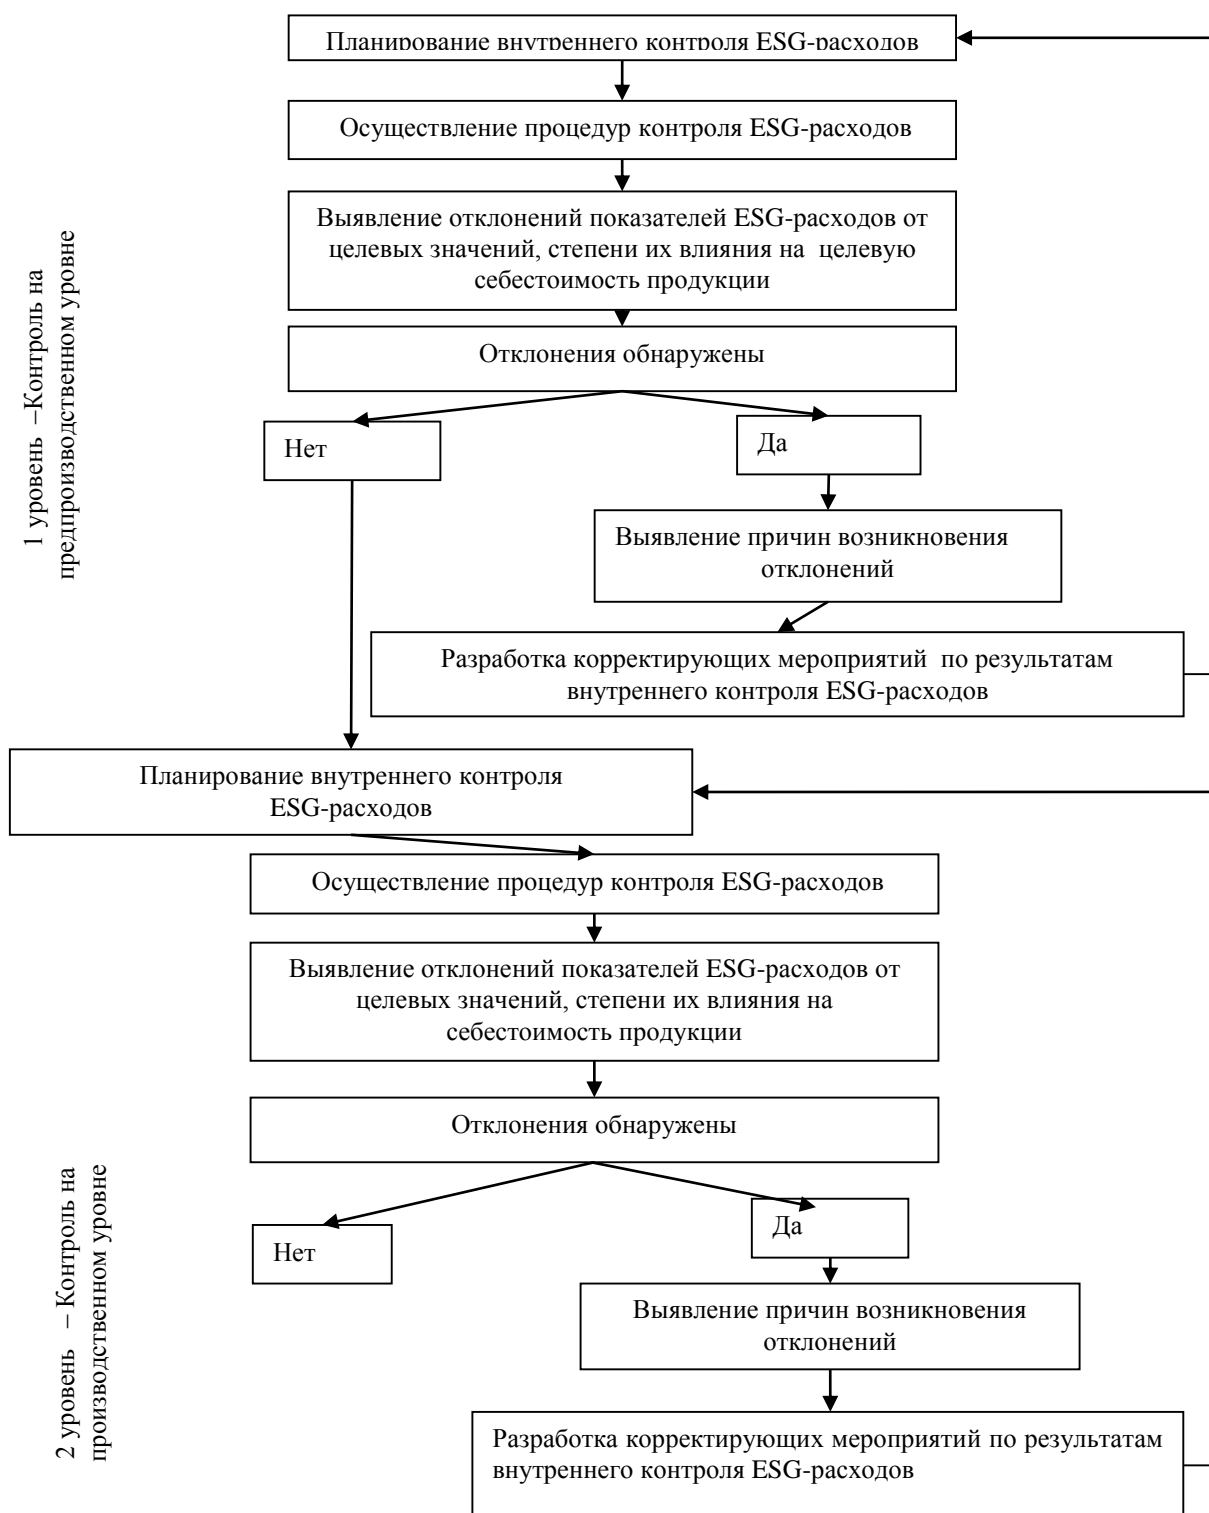 Планирование внутреннего контроля ESG-расходов
Осуществление процедур контроля ESG-расходов
Выявление отклонений показателей ESG-расходов от
целевых значений, степени их влияния на целевую
себестоимость продукции
Отклонения обнаружены
Нет
Да
Выявление причин возникновения
отклонений
Разработка корректирующих мероприятий по результатам
внутреннего контроля ESG-расходов
1 уровень –Контроль на
предпроизводственном уровне
Планирование внутреннего контроля
ESG-расходов
Осуществление процедур контроля ESG-расходов
Выявление отклонений показателей ESG-расходов от
целевых значений, степени их влияния на
себестоимость продукции
Отклонения обнаружены
Нет
Да
Выявление причин возникновения
отклонений
Разработка корректирующих мероприятий по результатам
внутреннего контроля ESG-расходов
2 уровень – Контроль на
производственном уровне